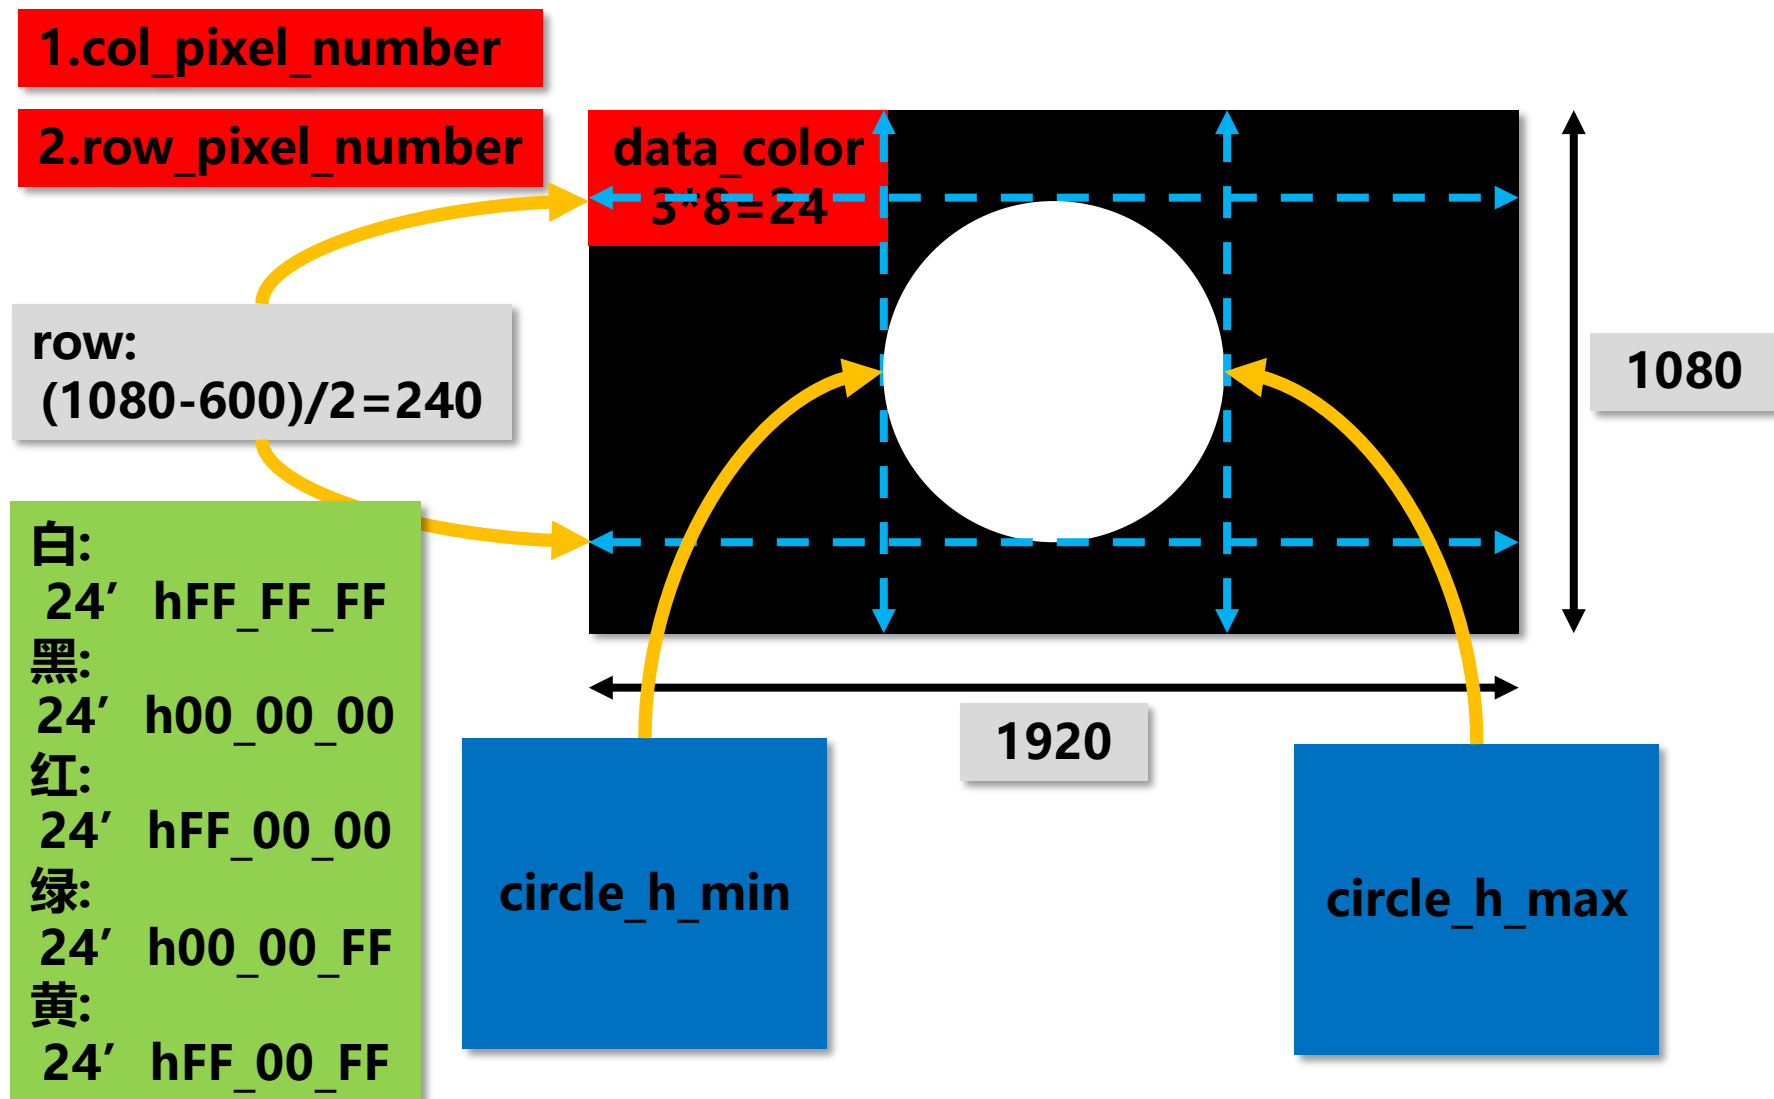 1.col_pixel_number
2.row_pixel_number
data_color
3*8=24
row:
(1080-600)/2=240
1080
白:
24’ hFF_FF_FF
黑:
24’ h00_00_00
红:
24’ hFF_00_00
绿:
24’ h00_00_FF
黄:
24’ hFF_00_FF
1920
circle_h_min
circle_h_max